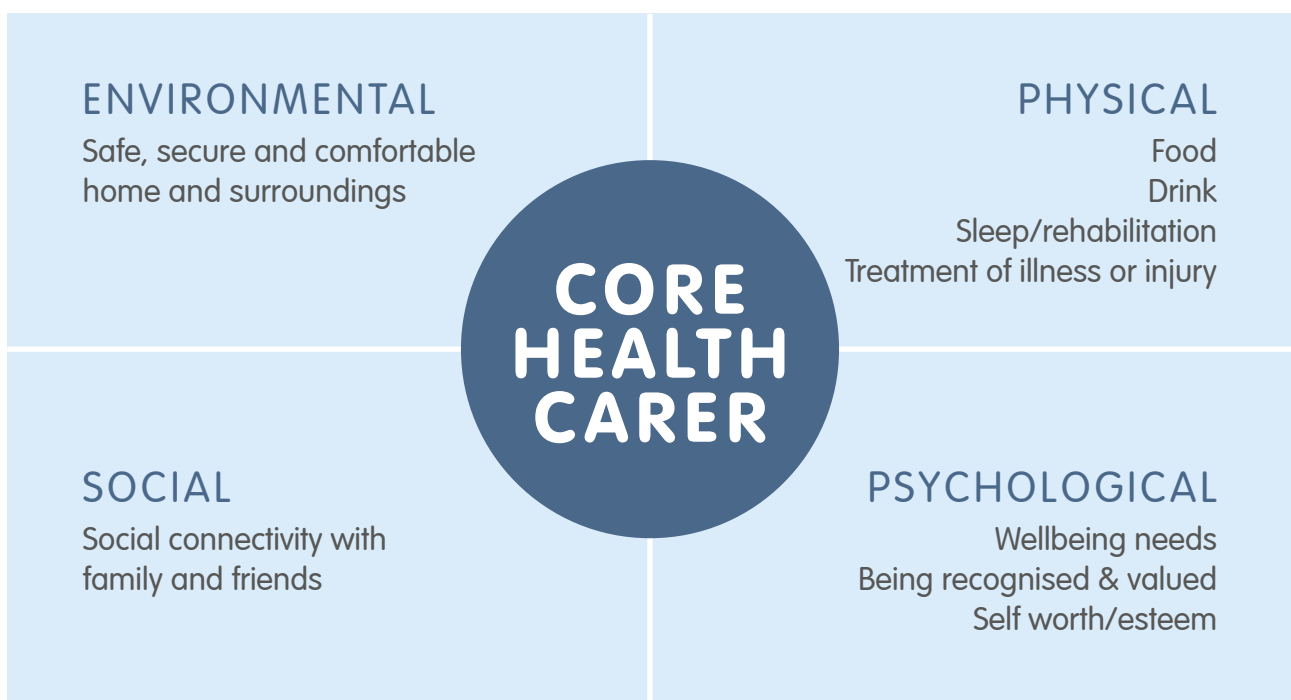 ENVIRONMENTAL
Safe, secure and comfortable
home and surroundings
PHYSICAL
Food
Drink
Sleep/rehabilitation
Treatment of illness or injury
CORE
HEALTH
CARER
SOCIAL
Social connectivity with
family and friends
PSYCHOLOGICAL
Wellbeing needs
Being recognised & valued
Self worth/esteem